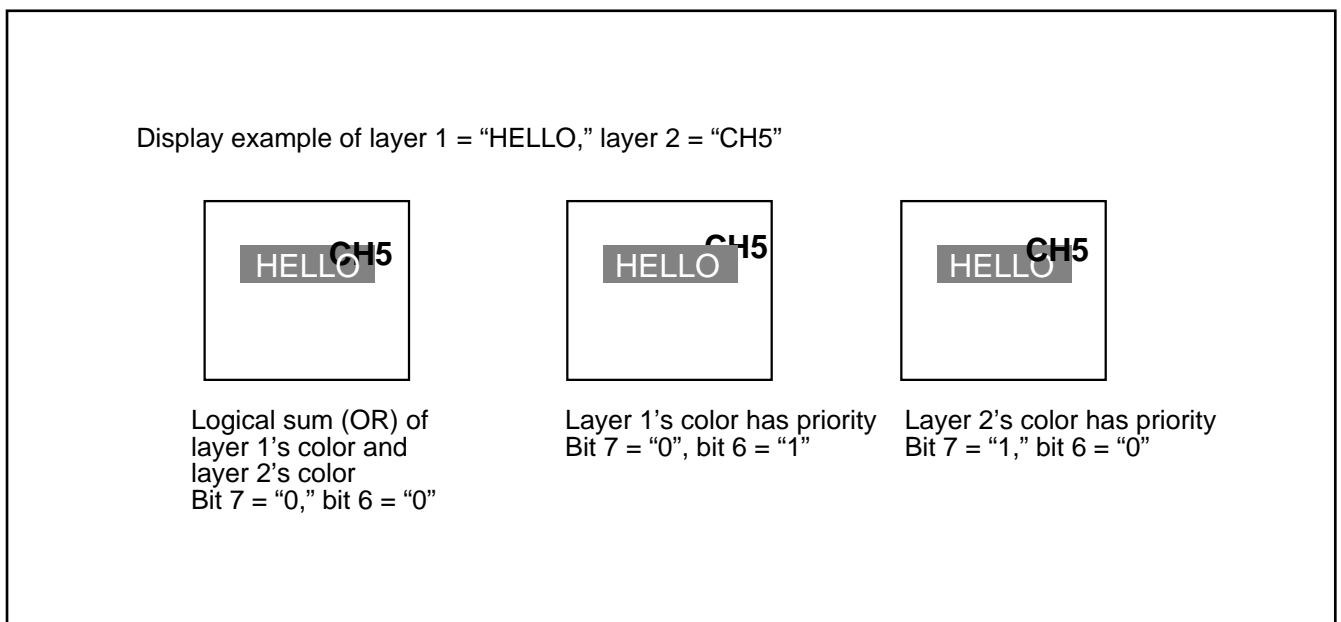 Display example of layer 1 = “HELLO,” layer 2 = “CH5”
CH5
HELLO
Logical sum (OR) of
layer 1’s color and
layer 2’s color
Bit 7 = “0,” bit 6 = “0”
CH5
HELLO
Layer 1’s color has priority
Bit 7 = “0”, bit 6 = “1”
CH5
HELLO
Layer 2’s color has priority
Bit 7 = “1,” bit 6 = “0”